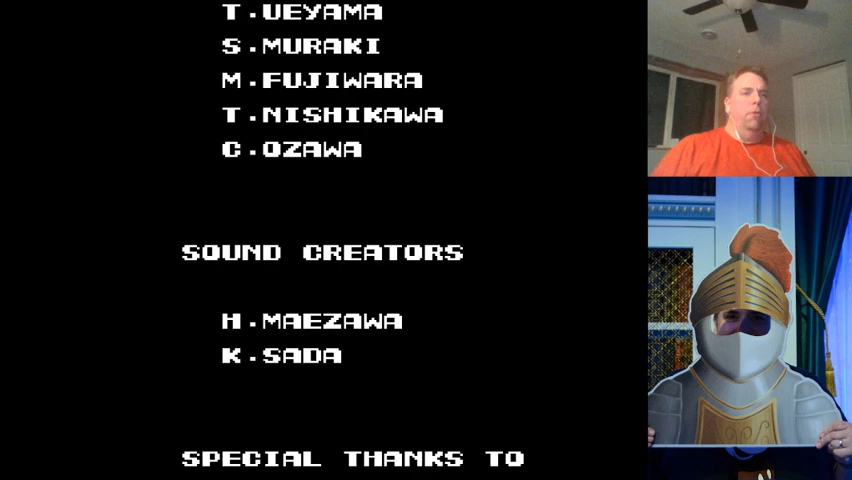 T.UEYAMA
S.MURAKI
M.FUJIWARA
T.NISHIKAWA
C.OZAWA
SOUND CREATORS
H.MAEZAWA
K.SADA
SPECIAL THANKS TO